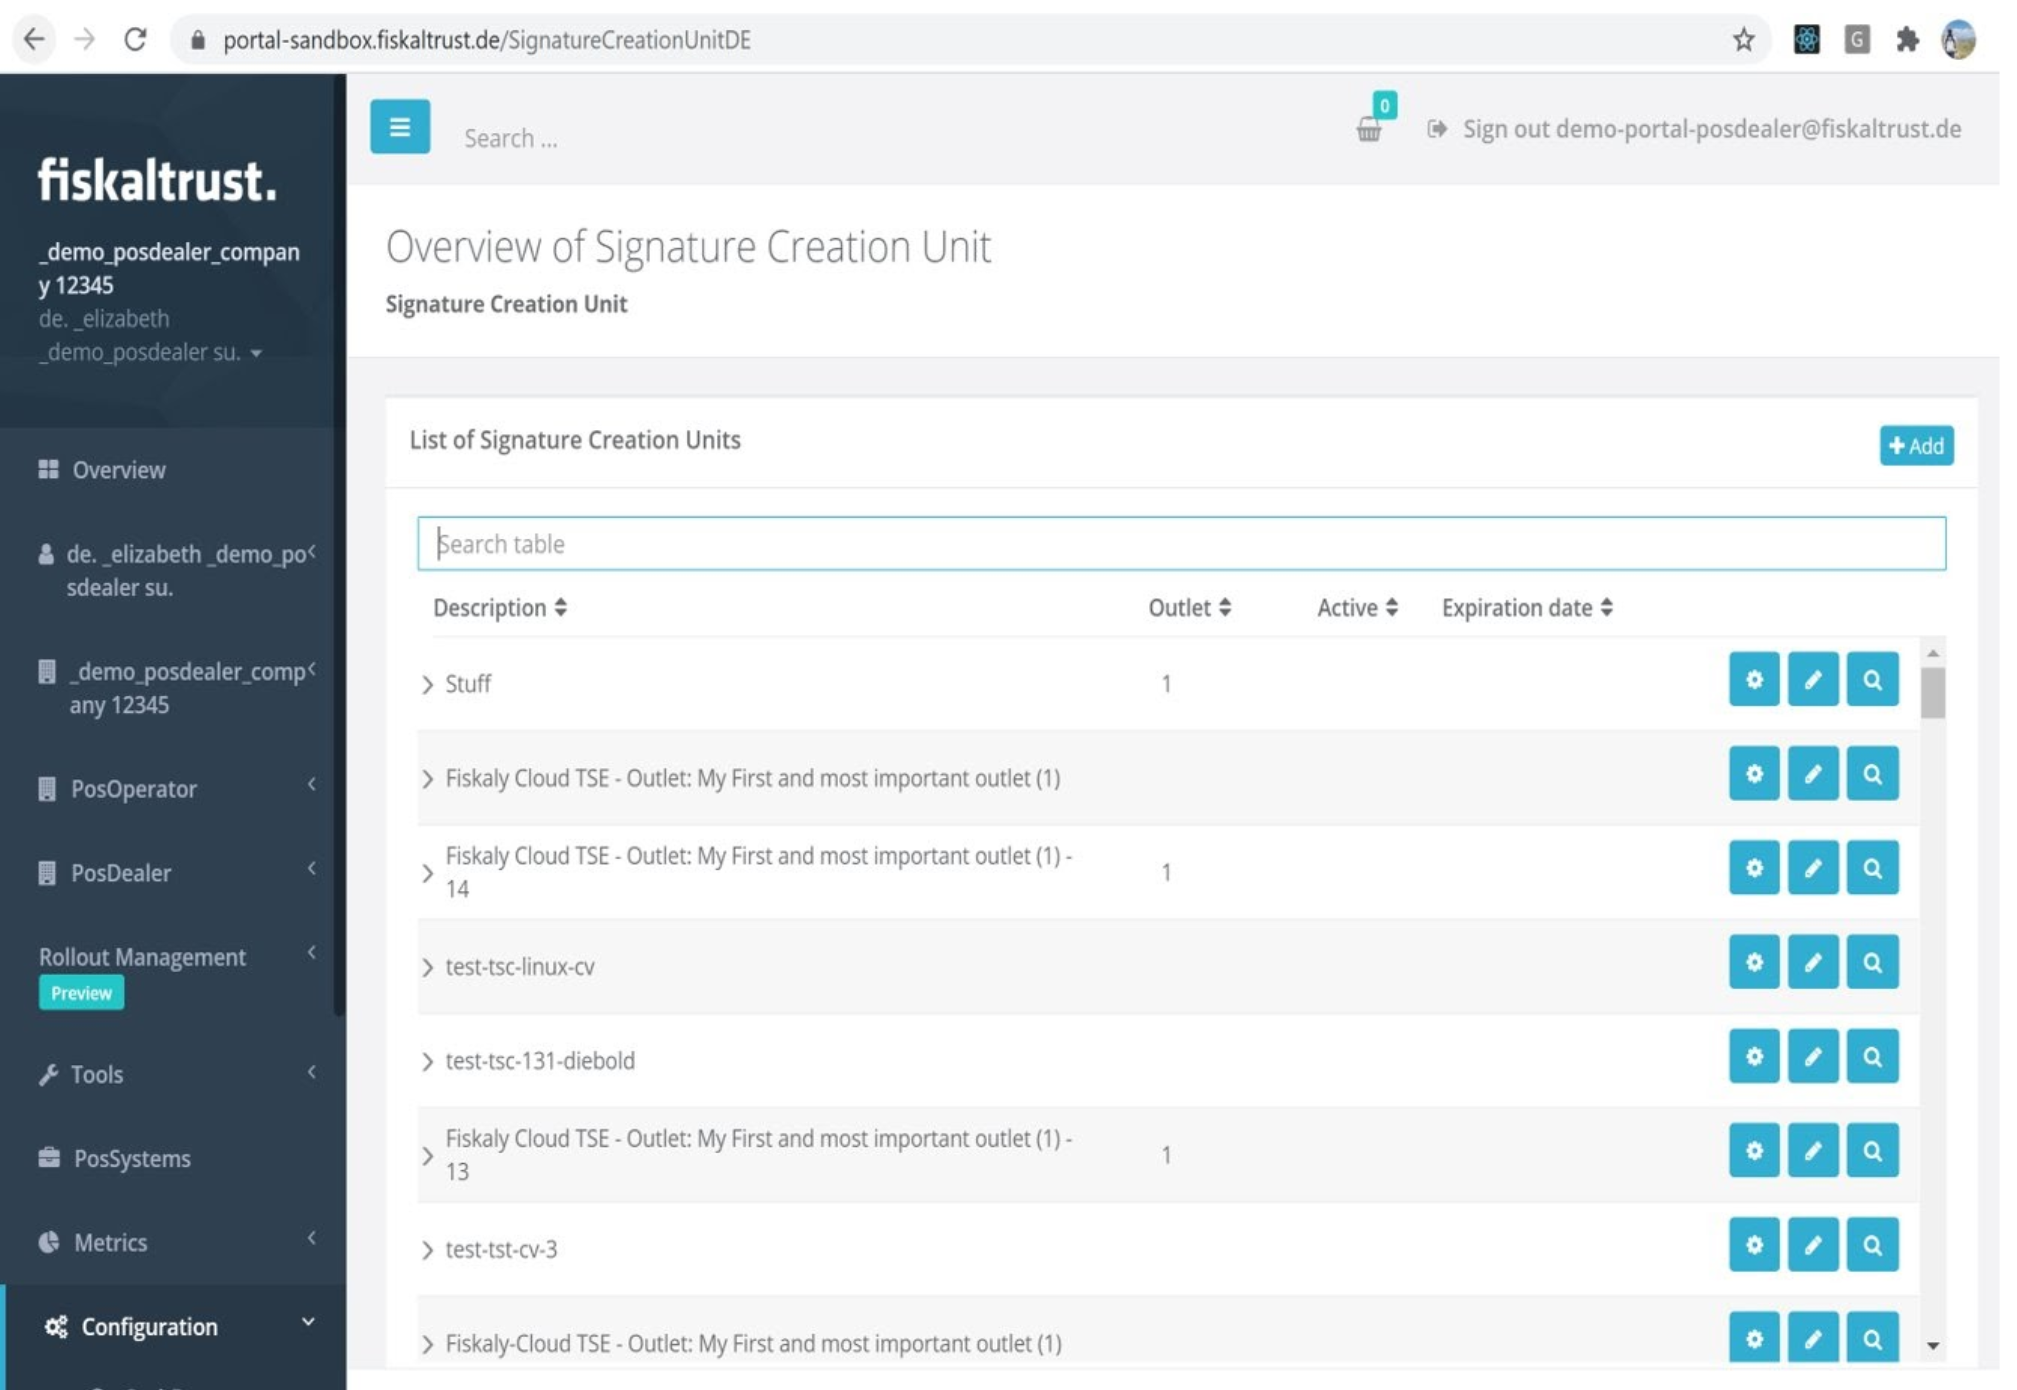 portal-sandbox.fiskaltrust.de/SignatureCreationUnitDE
G
fiskaltrust.
_demo_posdealer_compan
y 12345
de. _elizabeth
_demo_posdealer su.
Overview
de. _elizabeth _demo_po
sdealer su.
_demo_posdealer_comp
any 12345
PosOperator
PosDealer
Rollout Management
Preview
Tools
PosSystems
Metrics
Configuration
Search ...
0
Sign out demo-portal-posdealer@fiskaltrust.de
Overview of Signature Creation Unit
Signature Creation Unit
List of Signature Creation Units
Add
Search table
Description Outlet Active Expiration date
Stuff 1
Fiskaly Cloud TSE - Outlet: My First and most important outlet (1)
Fiskaly Cloud TSE - Outlet: My First and most important outlet (1) -
14 1
test-tsc-linux-cv
test-tsc-131-diebold
Fiskaly Cloud TSE - Outlet: My First and most important outlet (1) -
13 1
test-tst-cv-3
Fiskaly-Cloud TSE - Outlet: My First and most important outlet (1)